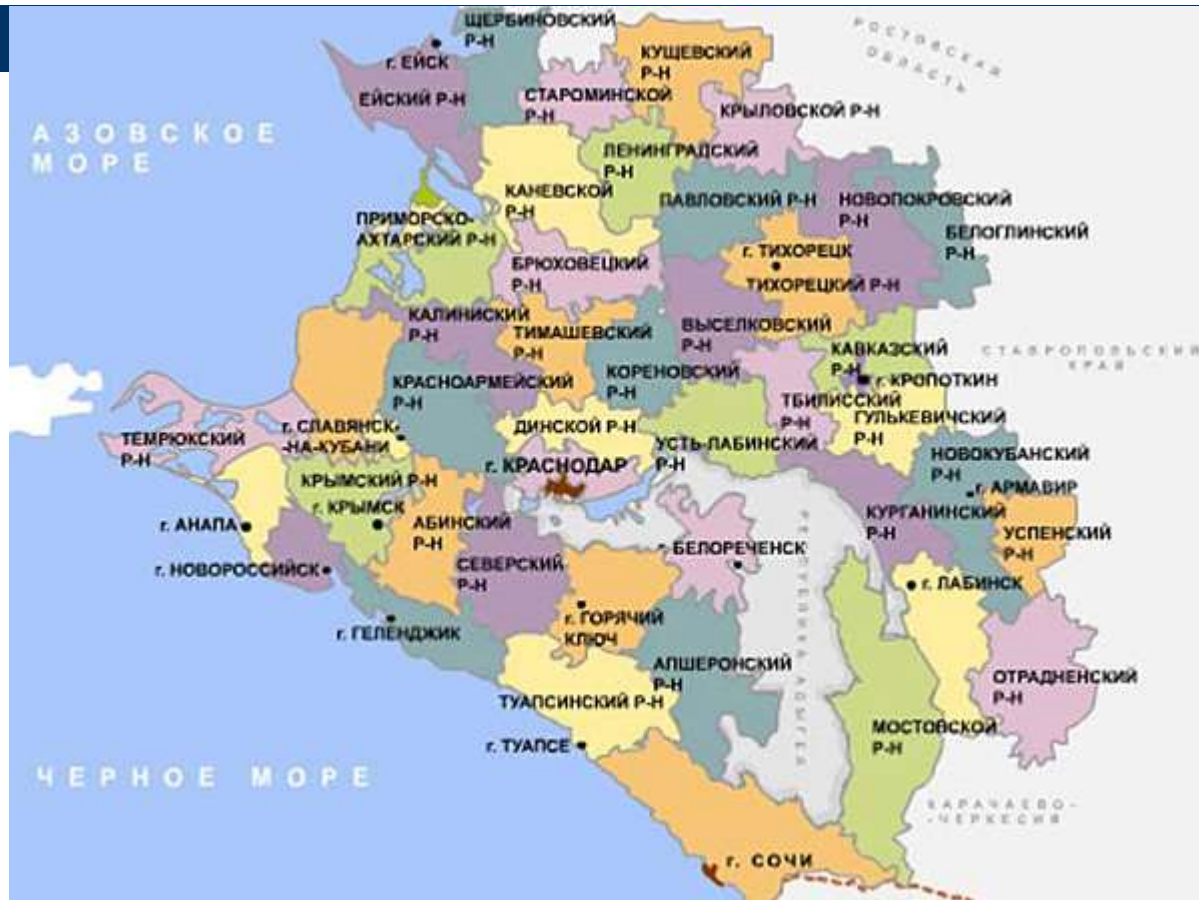 ЩЕРБИНОВСКИЙ
Р-Н
РОСТОВСКАЯ
ОБЛАСТЬ
г. ЕЙСК
КУЩЕВСКИЙ
Р-Н
ЕЙСКИЙ Р-Н
СТАРОМИНСКОЙ
Р-Н
КРЫЛОВСКОЙ Р-Н
АЗОВСКОЕ
МОРЕ
ЛЕНИНГРАДСКИЙ
Р-Н
КАНЕВСКОЙ
Р-Н
ПАВЛОВСКИЙ Р-Н
НОВОПОКРОВСКИЙ
Р-Н
ПРИМОРСКО-
АХТАРСКИЙ Р-Н
БЕЛОГЛИНСКИЙ
Р-Н
г. ТИХОРЕЦК
БРЮХОВЕЦКИЙ
Р-Н
ТИХОРЕЦКИЙ Р-Н
КАЛИНИСКИЙ
Р-Н
ТИМАШЕВСКИЙ
Р-Н
ВЫСЕЛКОВСКИЙ
Р-Н
КАВКАЗСКИЙ
Р-Н
СТАВРОПОЛЬСКИЙ
КРАЙ
КРАСНОАРМЕЙСКИЙ
Р-Н
КОРЕНОВСКИЙ
Р-Н
г. КРОПОТКИН
ТБИЛИССКИЙ
Р-Н
ГУЛЬКЕВИЧСКИЙ
Р-Н
г. СЛАВЯНСК-
-НА-КУБАНИ
ДИНСКОЙ Р-Н
ТЕМРЮКСКИЙ
Р-Н
УСТЬ-ЛАБИНСКИЙ
Р-Н
г. КРАСНОДАР
НОВОКУБАНСКИЙ
Р-Н
КРЫМСКИЙ Р-Н
г. АРМАВИР
г. КРЫМСК
КУРГАНИНСКИЙ
Р-Н
г. АНАПА
АБИНСКИЙ
Р-Н
УСПЕНСКИЙ
Р-Н
г. БЕЛОРЕЧЕНСК
г. НОВОРОССИЙСК
СЕВЕРСКИЙ
Р-Н
г. ЛАБИНСК
РЕСПУБЛИКА АДЫГЕЯ
г. ГОРЯЧИЙ
КЛЮЧ
г. ГЕЛЕНДЖИК
АПШЕРОНСКИЙ
Р-Н
ОТРАДНЕНСКИЙ
Р-Н
ТУАПСИНСКИЙ Р-Н
МОСТОВСКОЙ
Р-Н
г. ТУАПСЕ
ЧЕРНОЕ МОРЕ
КАРАЧАЕВО-
-ЧЕРКЕСИЯ
г. СОЧИ